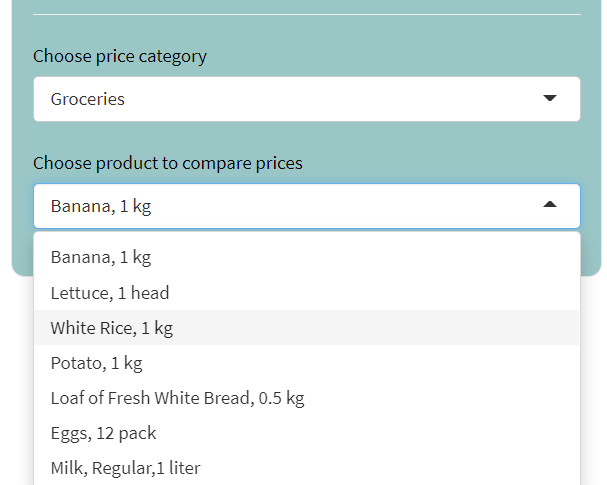 Choose price category
Groceries
Choose product to compare prices
Banana, 1 kg
Banana, 1 kg
Lettuce, 1 head
White Rice, 1 kg
Potato, 1 kg
Loaf of Fresh White Bread, 0.5 kg
Eggs, 12 pack
Milk, Regular,1 liter